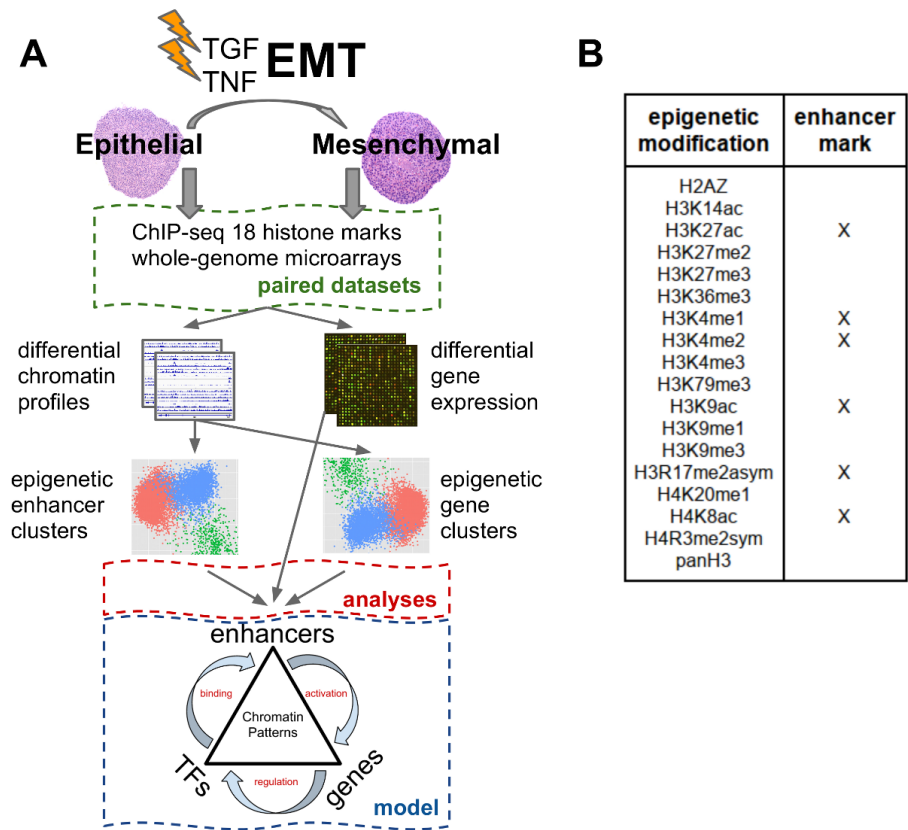 A
TGF
TNF
EMT
Epithelial
Mesenchymal
ChIP-seq 18 histone marks
whole-genome microarrays
paired datasets
differential
chromatin
profiles
differential
gene
expression
epigenetic
enhancer
clusters
epigenetic
gene
clusters
analyses
enhancers
binding
activation
Chromatin
Patterns
TFs
regulation
genes
model
B
epigenetic modification enhancer mark
H2AZ
H3K14ac
H3K27ac X
H3K27me2
H3K27me3
H3K36me3
H3K4me1 X
H3K4me2 X
H3K4me3
H3K79me3
H3K9ac X
H3K9me1
H3K9me3
H3R17me2asym X
H4K20me1
H4K8ac X
H4R3me2sym
panH3